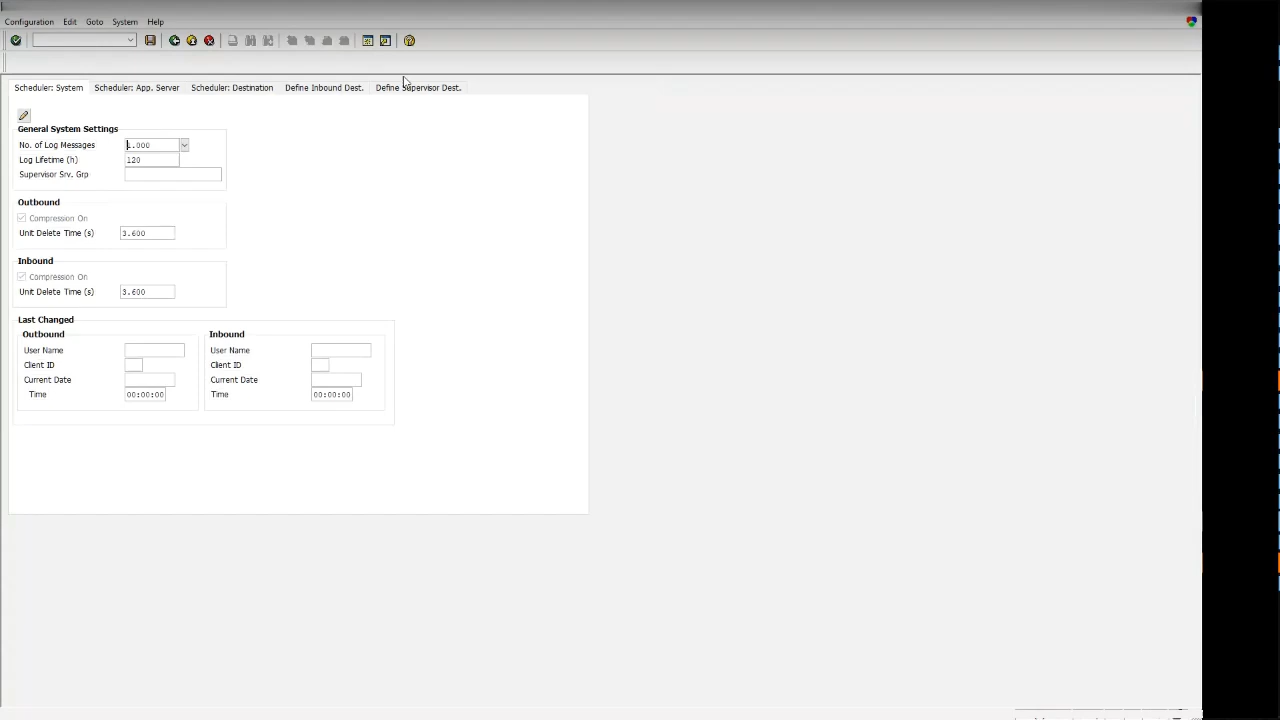 Configuration Edit Goto System Help
Scheduler: System Scheduler: App. Server Scheduler: Destination Define Inbound Dest. Define Supervisor Dest.
General System Settings
No. of Log Messages 1.000
Log Lifetime (h) 120
Supervisor Srv. Grp
Outbound
Compression On
Unit Delete Time (s) 3.600
Inbound
Compression On
Unit Delete Time (s) 3.600
Last Changed
Outbound Inbound
User Name User Name
Client ID Client ID
Current Date Current Date
Time 00:00:00 Time 00:00:00